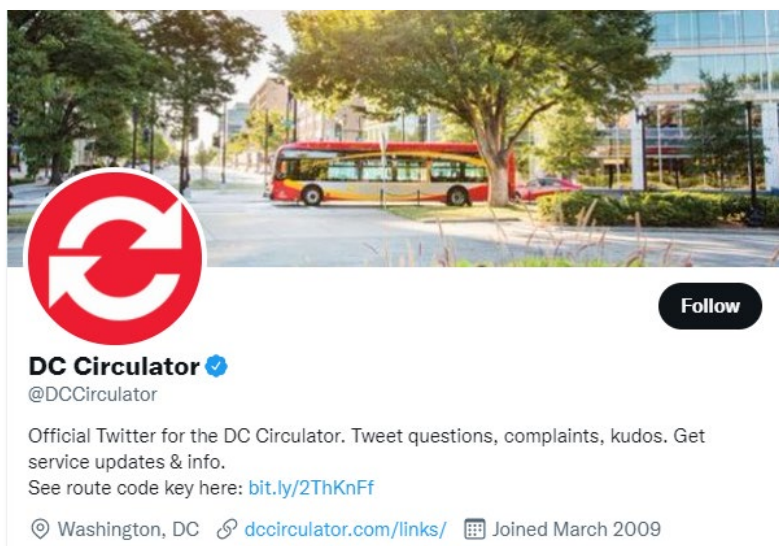 Follow
DC Circulator
@DCCirculator
Official Twitter for the DC Circulator. Tweet questions, complaints, kudos. Get
service updates & info.
See route code key here: bit.ly/2ThKnFf
Washington, DC dccirculator.com/links/ Joined March 2009